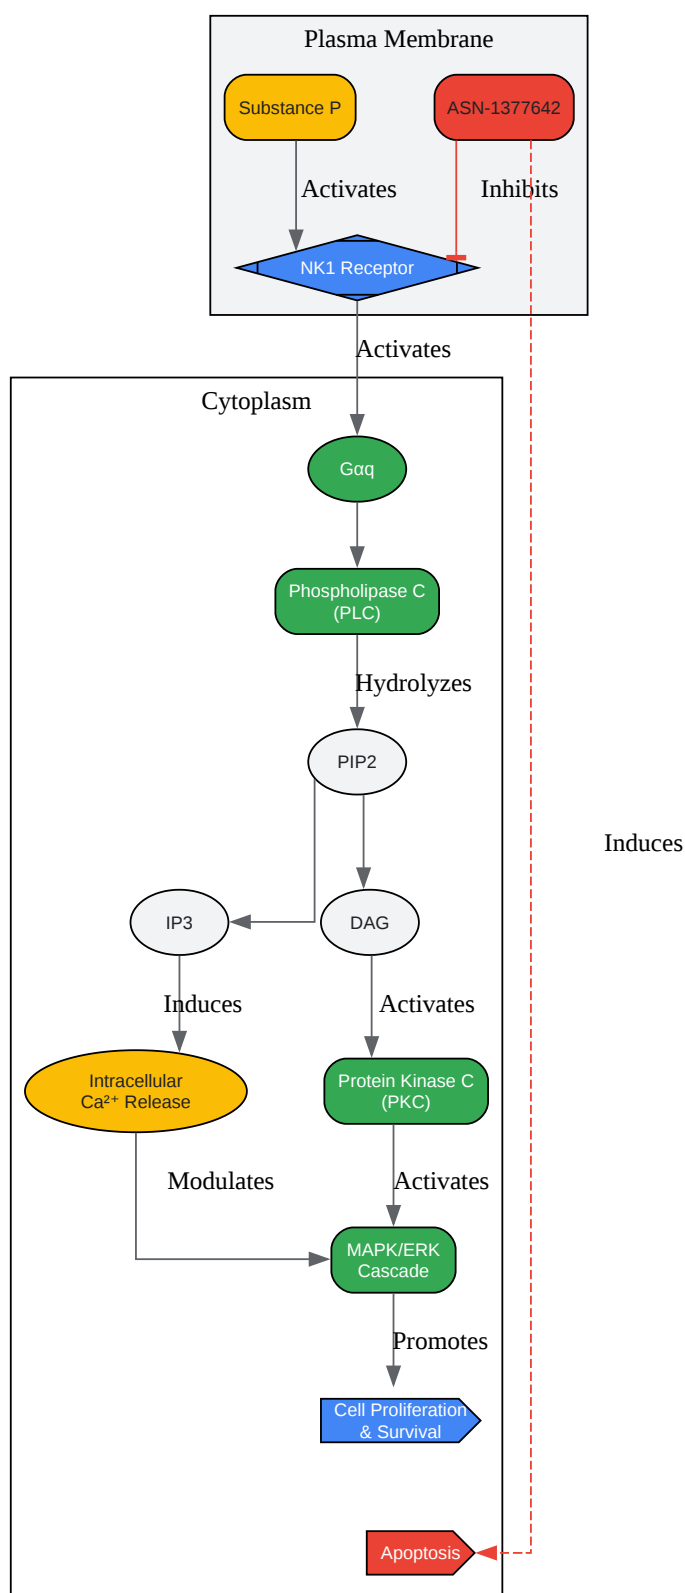 Plasma Membrane
Substance P
ASN-1377642
Activates
Inhibits
NK1 Receptor
Activates
Cytoplasm
Gαq
Phospholipase C
(PLC)
Hydrolyzes
PIP2
Induces
IP3
DAG
Induces
Activates
Intracellular
Ca²⁺ Release
Protein Kinase C
(PKC)
Modulates
Activates
MAPK/ERK
Cascade
Promotes
Cell Proliferation
& Survival
Apoptosis